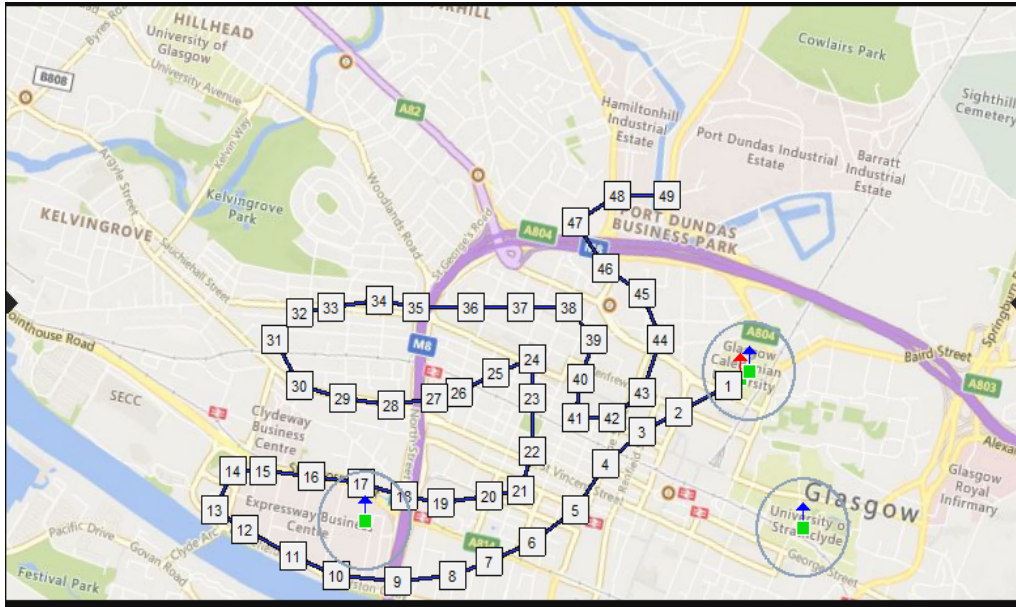 HILLHEAD
University of
Glasgow
Byres Ro
University Avenue
B808
Kelvin Way
Argyle Street
A82
Cowlairs Park
Sighthill
Cemetery
Hamiltonhill
Industrial
Estate
Port Dundas Industrial
Estate
Barratt
Industrial
Estate
Woodlands Road
Kelvingrove
Park
KELVINGROVE
Sauchiehall Street
St George's Road
A804
PORT DUNDAS
BUSINESS PARK
48
49
47
46
45
44
43
42
41
40
39
38
37
36
35
34
33
32
31
30
29
28
27
26
25
24
23
22
21
20
19
18
17
16
15
14
13
12
11
10
9
8
7
6
5
4
3
2
1
M8
A804
Glasgow
Baird Street
A803
Springburn
ointhouse Road
SECC
Clydeway
Business
Centre
North Street
St Vincent Street
Renfield
Expressway
Centre
A814
Glasgow
University o
George Street
Glasgow
Royal
Infirmary
Alexa
Pacific Drive
Clyde Arc
Govan Road
Festival Park